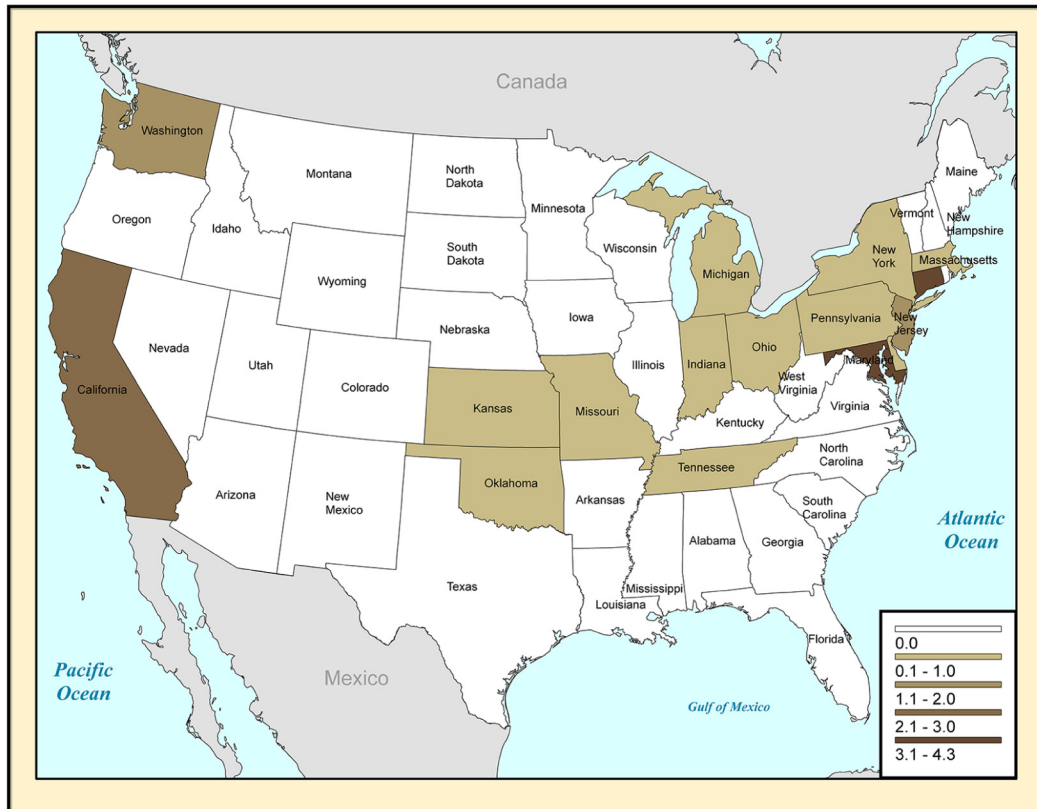 Canada
Washington
Montana
North
Dakota
Minnesota
Maine
Oregon
Idaho
Vermont
New
Hampshire
South
Dakota
Wisconsin
New
York
Massachusetts
Wyoming
Michigan
Nebraska
Iowa
Pennsylvania
New
Jersey
Nevada
Utah
Colorado
Illinois
Indiana
Ohio
Maryland
West
Virginia
California
Kansas
Missouri
Kentucky
Virginia
Oklahoma
Tennessee
North
Carolina
Arizona
New
Mexico
Arkansas
South
Carolina
Alabama
Georgia
Atlantic
Ocean
Texas
Mississippi
Louisiana
Florida
Pacific
Ocean
Mexico
Gulf of Mexico
0.0
0.1 - 1.0
1.1 - 2.0
2.1 - 3.0
3.1 - 4.3